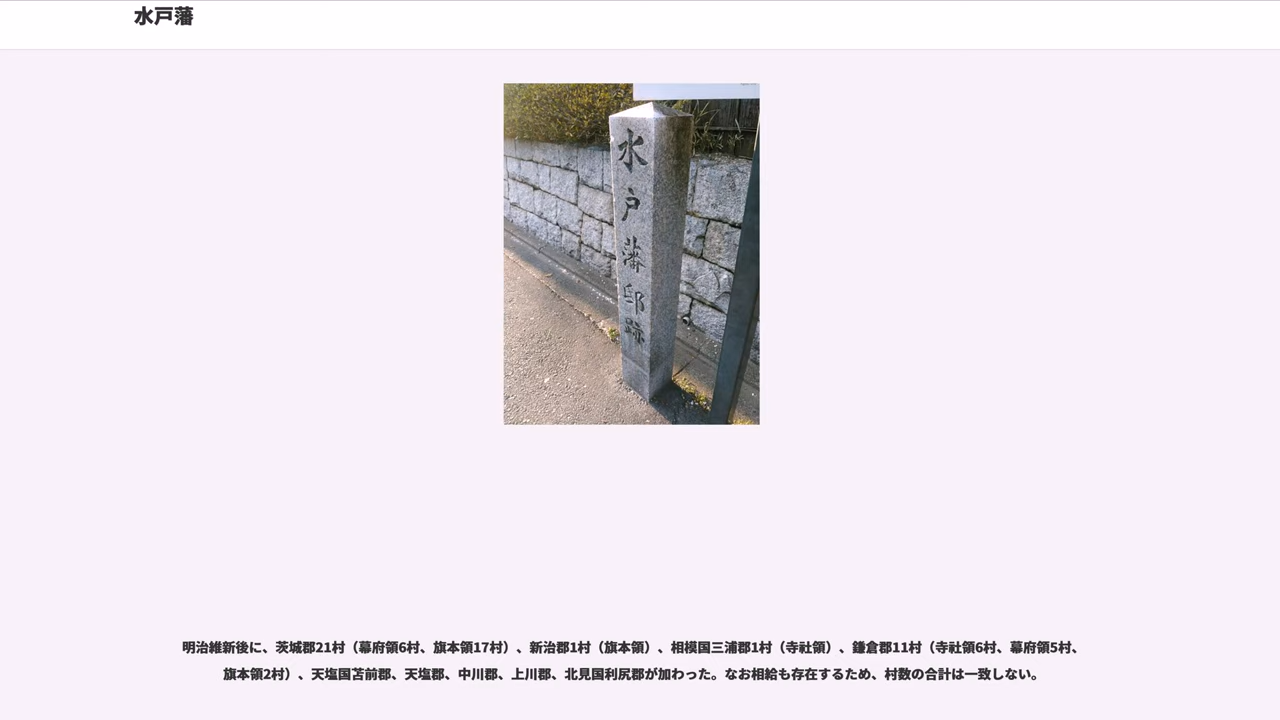 水戸藩
水戸藩邸跡
明治維新後に、茨城郡21村（幕府領6村、旗本領17村）、新治郡1村（旗本領）、相模国三浦郡1村（寺社領）、鎌倉郡11村（寺社領6村、幕府領5村、
旗本領2村）、天塩国苫前郡、天塩郡、中川郡、上川郡、北見国利尻郡が加わった。なお相給も存在するため、村数の合計は一致しない。